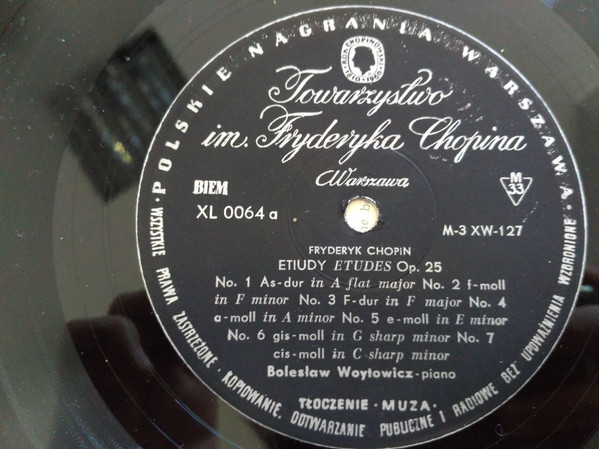 POLSKIE NAGRANIA WARSZAWA
Towarzystwo
im. Fryderyka Chopina
Warszawa
BIEM
XL 0064 a
M
33
M-3 XW-127
FRYDERYK CHOPIN
ETIUDY ETUDES Op. 25
No. 1 As-dur in A flat major No. 2 f-moll
in F minor No. 3 F-dur in F major No. 4
a-moll in A minor No. 5 e-moll in E minor
No. 6 gis-moll in G sharp minor No. 7
cis-moll in C sharp minor
Bolesław Woytowicz - piano
TŁOCZENIE · MUZA
WSZYSTKIE PRAWA ZASTRZEŻONE · KOPIOWANIE, ODTWARZANIE PUBLICZNE I RADIOWE BEZ UPOWAŻNIENIA WZBRONIONE